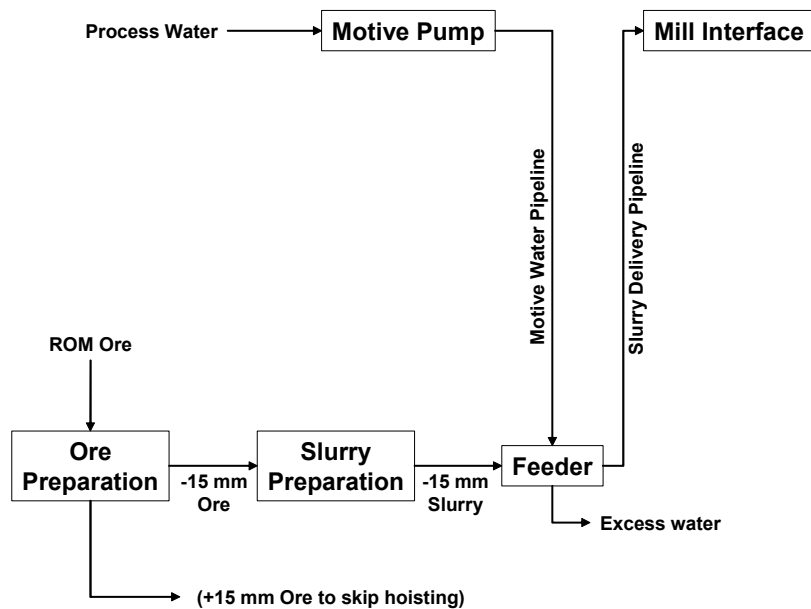 Process Water
Motive Pump
Mill Interface
Motive Water Pipeline
Slurry Delivery Pipeline
ROM Ore
Ore
Preparation
-15 mm
Ore
Slurry
Preparation
-15 mm
Slurry
Feeder
Excess water
(+15 mm Ore to skip hoisting)